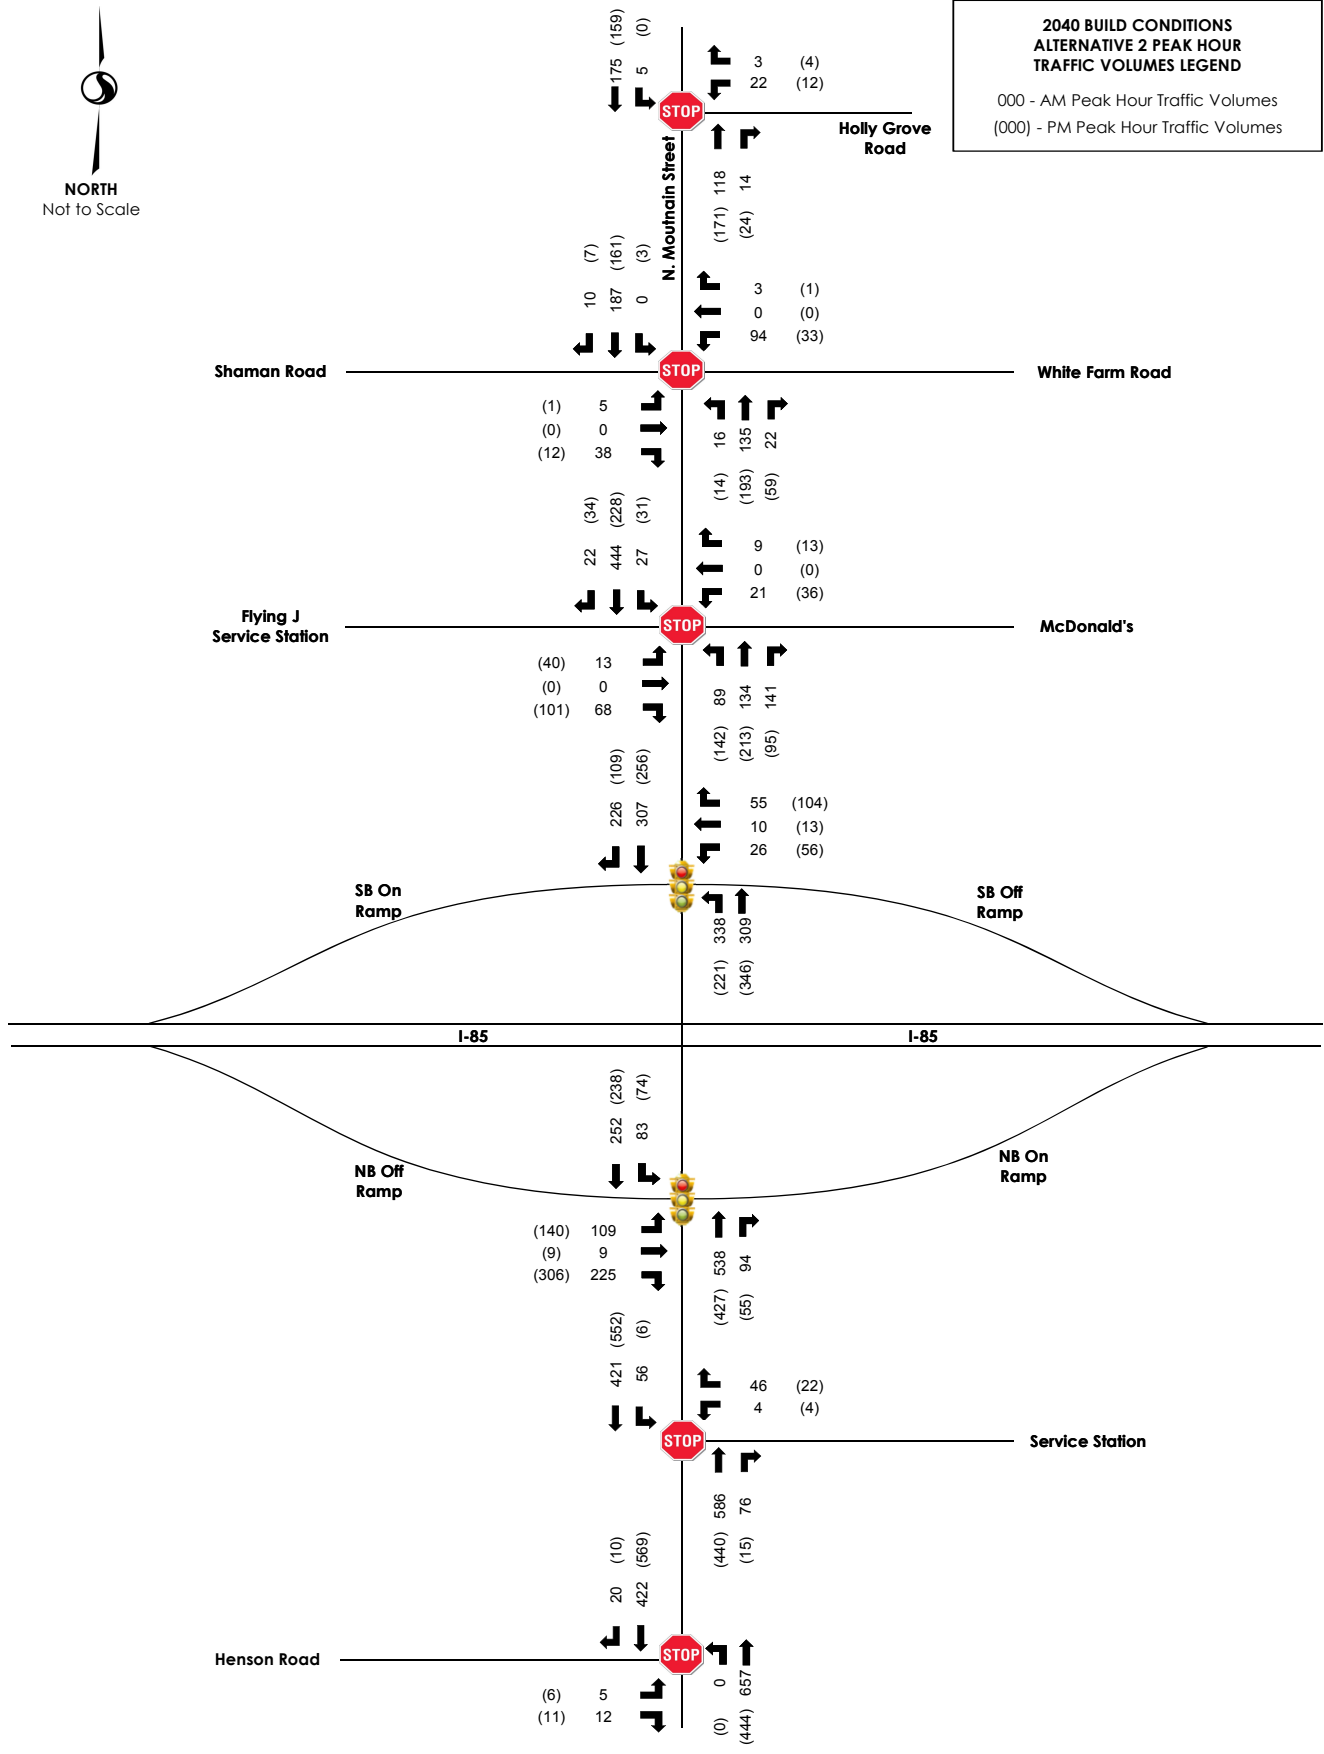 2040 BUILD CONDITIONS
ALTERNATIVE 2 PEAK HOUR
TRAFFIC VOLUMES LEGEND
000 - AM Peak Hour Traffic Volumes
(000) - PM Peak Hour Traffic Volumes
NORTH
Not to Scale
175 (159)
5 (0)
3 (4)
22 (12)
STOP
Holly Grove
Road
(171) 118
(24) 14
N. Moutnain Street
10 (7)
187 (161)
0 (3)
3 (1)
0 (0)
94 (33)
Shaman Road
STOP
White Farm Road
(1) 5
(0) 0
(12) 38
(14) 16
(193) 135
(59) 22
22 (34)
444 (228)
27 (31)
9 (13)
0 (0)
21 (36)
Flying J
Service Station
STOP
McDonald's
(40) 13
(0) 0
(101) 68
(142) 89
(213) 134
(95) 141
226 (109)
307 (256)
55 (104)
10 (13)
26 (56)
SB On
Ramp
SB Off
Ramp
(221) 338
(346) 309
I-85
I-85
252 (238)
83 (74)
NB Off
Ramp
NB On
Ramp
(140) 109
(9) 9
(306) 225
(427) 538
(55) 94
421 (552)
56 (6)
46 (22)
4 (4)
STOP
Service Station
(440) 586
(15) 76
20 (10)
422 (569)
Henson Road
STOP
(6) 5
(11) 12
(0) 0
(444) 657